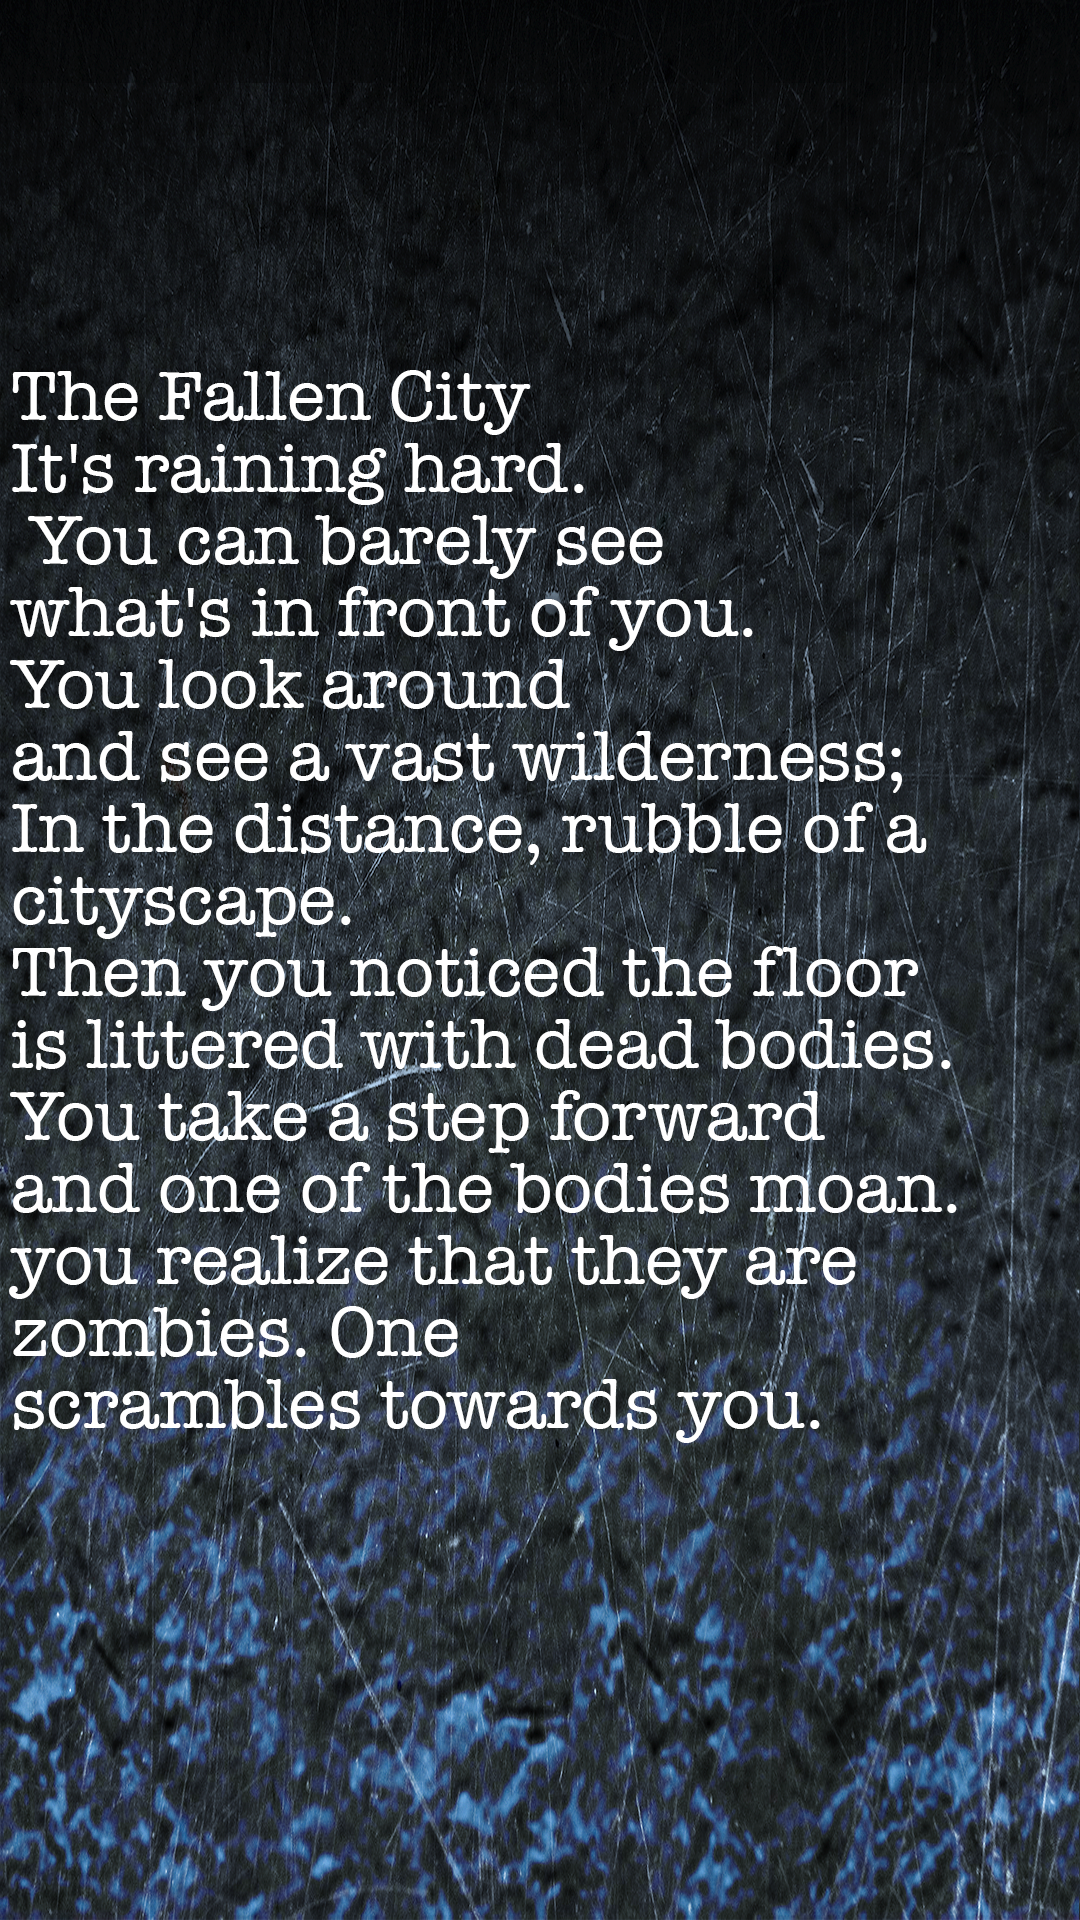 The Fallen City
It's raining hard.
You can barely see
what's in front of you.
You look around
and see a vast wilderness;
In the distance, rubble of a
cityscape.
Then you noticed the floor
is littered with dead bodies.
You take a step forward
and one of the bodies moan.
you realize that they are
zombies. One
scrambles towards you.